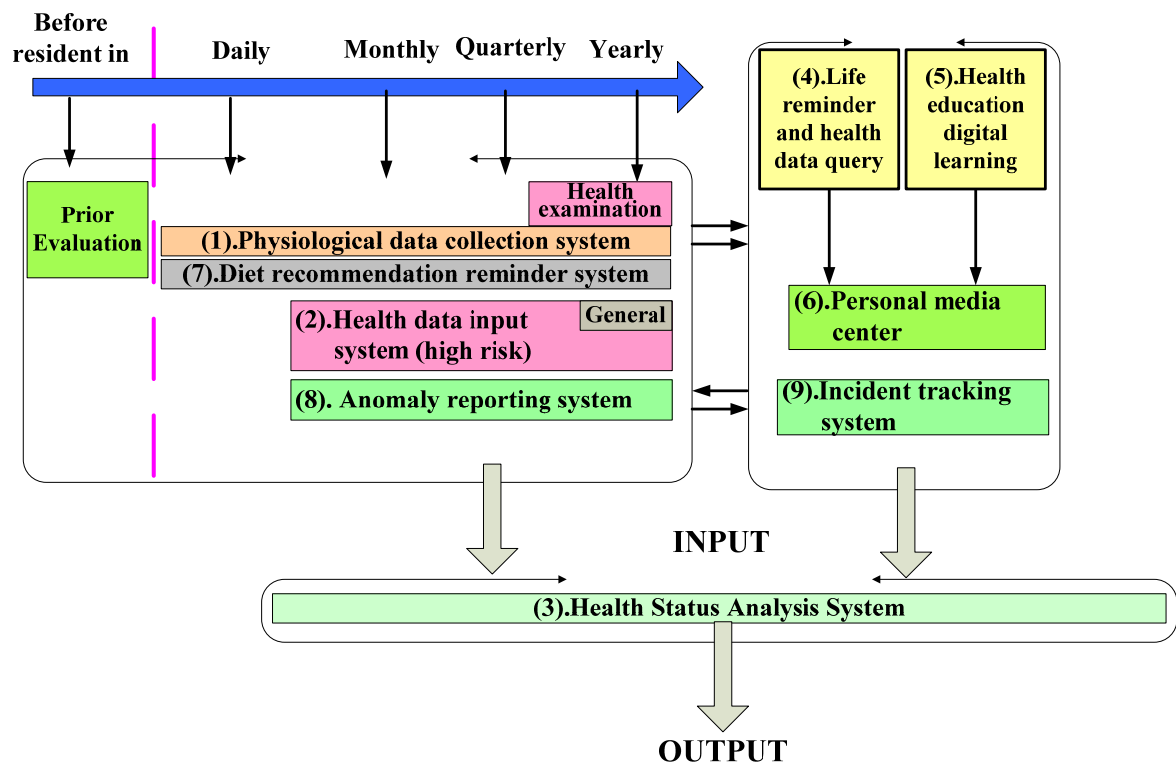 Before
resident in
Daily
Monthly
Quarterly
Yearly
Prior
Evaluation
Health
examination
(1).Physiological data collection system
(7).Diet recommendation reminder system
(2).Health data input
system (high risk)
General
(8). Anomaly reporting system
(4).Life
reminder
and health
data query
(5).Health
education
digital
learning
(6).Personal media
center
(9).Incident tracking
system
INPUT
(3).Health Status Analysis System
OUTPUT